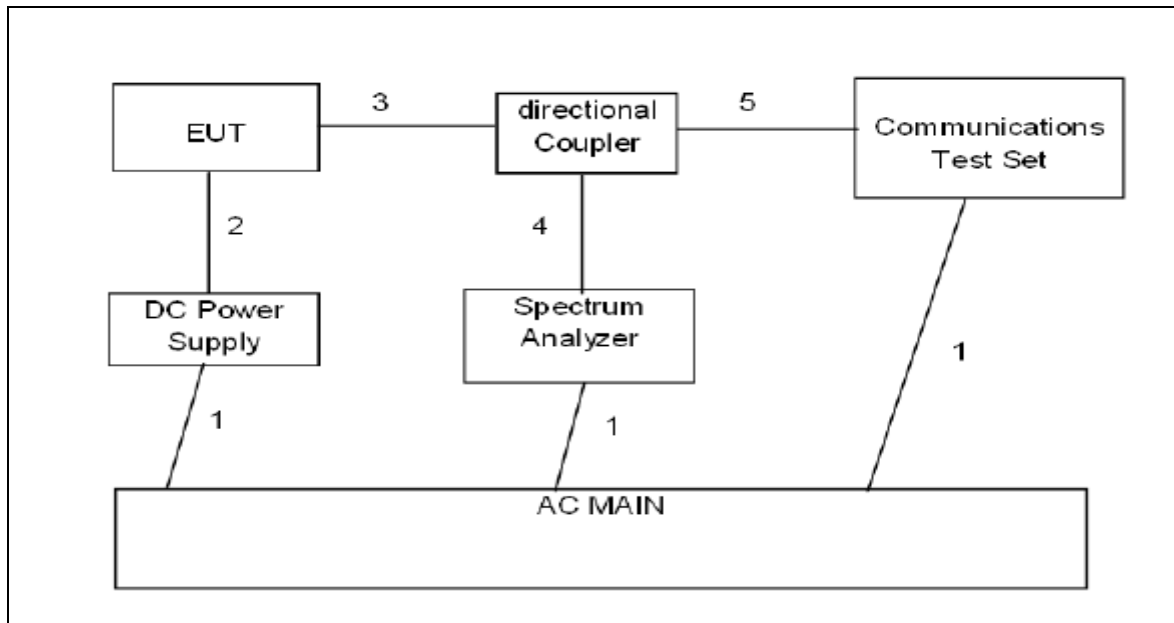 EUT
3
directional
Coupler
5
Communications
Test Set
2
4
DC Power
Supply
Spectrum
Analyzer
1
1
1
AC MAIN